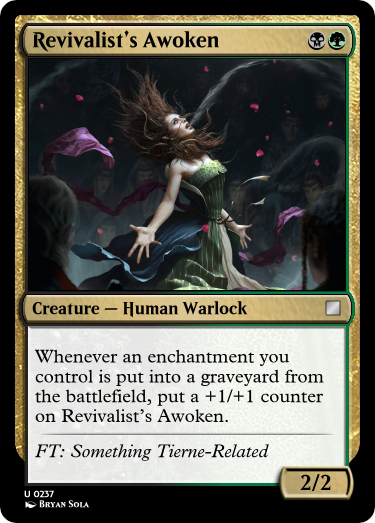 Revivalist's Awoken
Creature — Human Warlock
Whenever an enchantment you
control is put into a graveyard from
the battlefield, put a +1/+1 counter
on Revivalist's Awoken.
FT: Something Tierne-Related
2/2
U 0237
Bryan Sola